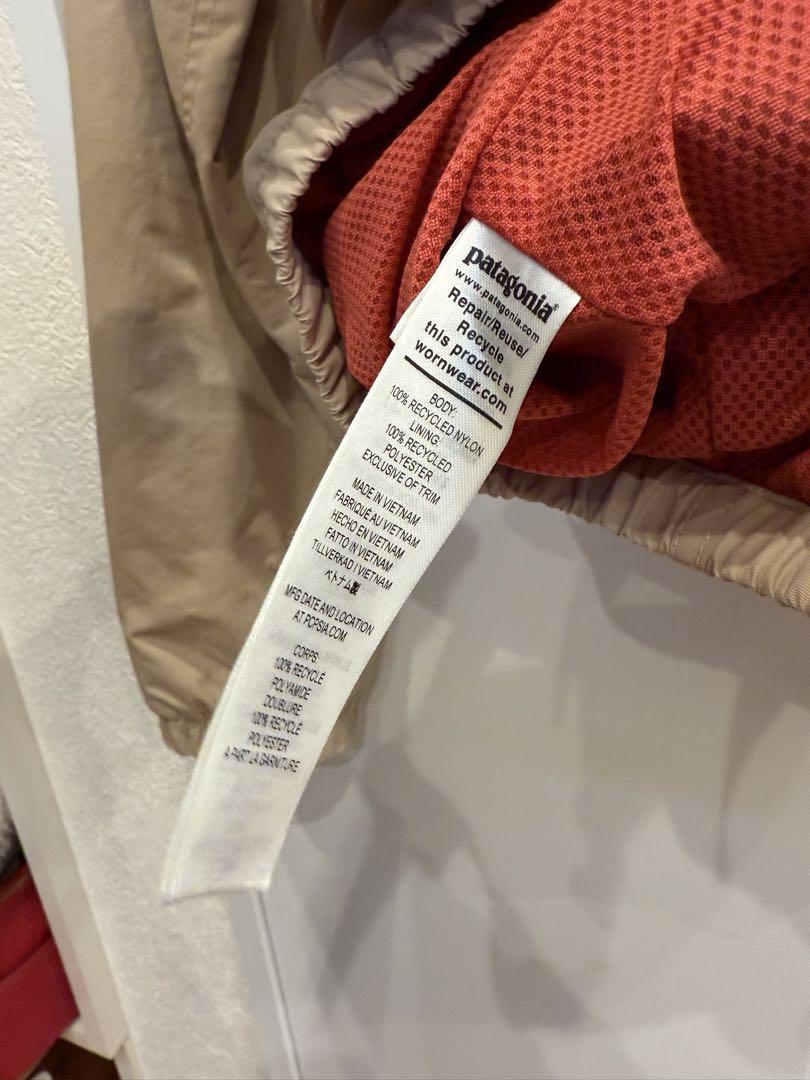 patagonia®
www.patagonia.com
Repair/Reuse/
Recycle
this product at
wornwear.com
BODY:
100% RECYCLED NYLON
LINING:
100% RECYCLED
POLYESTER
EXCLUSIVE OF TRIM
MADE IN VIETNAM
FABRIQUÉ AU VIETNAM
HECHO EN VIETNAM
FATTO IN VIETNAM
TILLVERKAD I VIETNAM
ベトナム製
MFG DATE AND LOCATION
AT PCPSIA.COM
CORPS:
100% RECYCLÉ
POLYAMIDE
DOUBLURE:
100% RECYCLÉ
POLYESTER
A PART LA GARNITURE